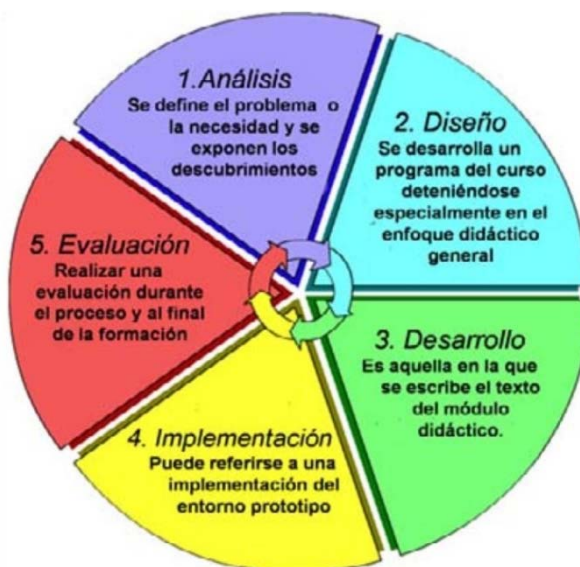 1.Análisis
Se define el problema o
la necesidad y se
exponen los
descubrimientos
2. Diseño
Se desarrolla un
programa del curso
deteniéndose
especialmente en el
enfoque didáctico
general
3. Desarrollo
Es aquella en la que
se escribe el texto
del módulo
didáctico.
4. Implementación
Puede referirse a una
implementación del
entorno prototipo
5. Evaluación
Realizar una
evaluación durante
el proceso y al final
de la formación